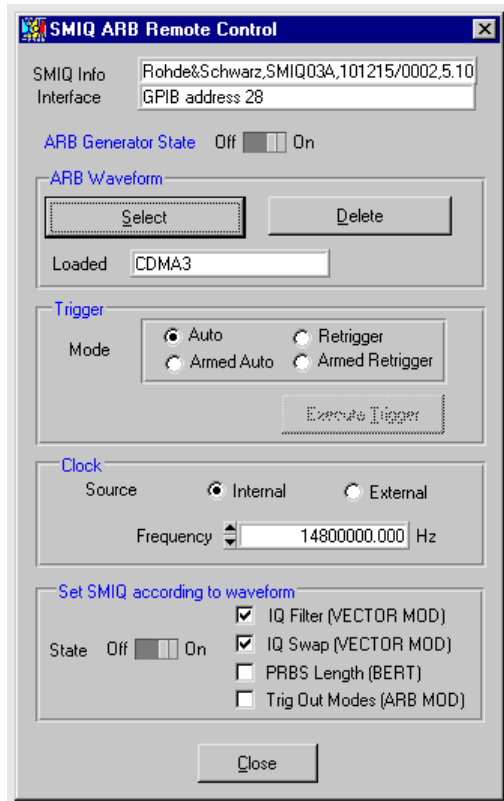 SMIQ ARB Remote Control
SMIQ Info Rohde&Schwarz,SMIQ03A,101215/0002,5.10
Interface GPIB address 28
ARB Generator State Off On
ARB Waveform
Select Delete
Loaded CDMA3
Trigger
Mode Auto Retrigger
Armed Auto Armed Retrigger
Execute Trigger
Clock
Source Internal External
Frequency 14800000.000 Hz
Set SMIQ according to waveform
IQ Filter (VECTOR MOD)
State Off On IQ Swap (VECTOR MOD)
PRBS Length (BERT)
Trig Out Modes (ARB MOD)
Close